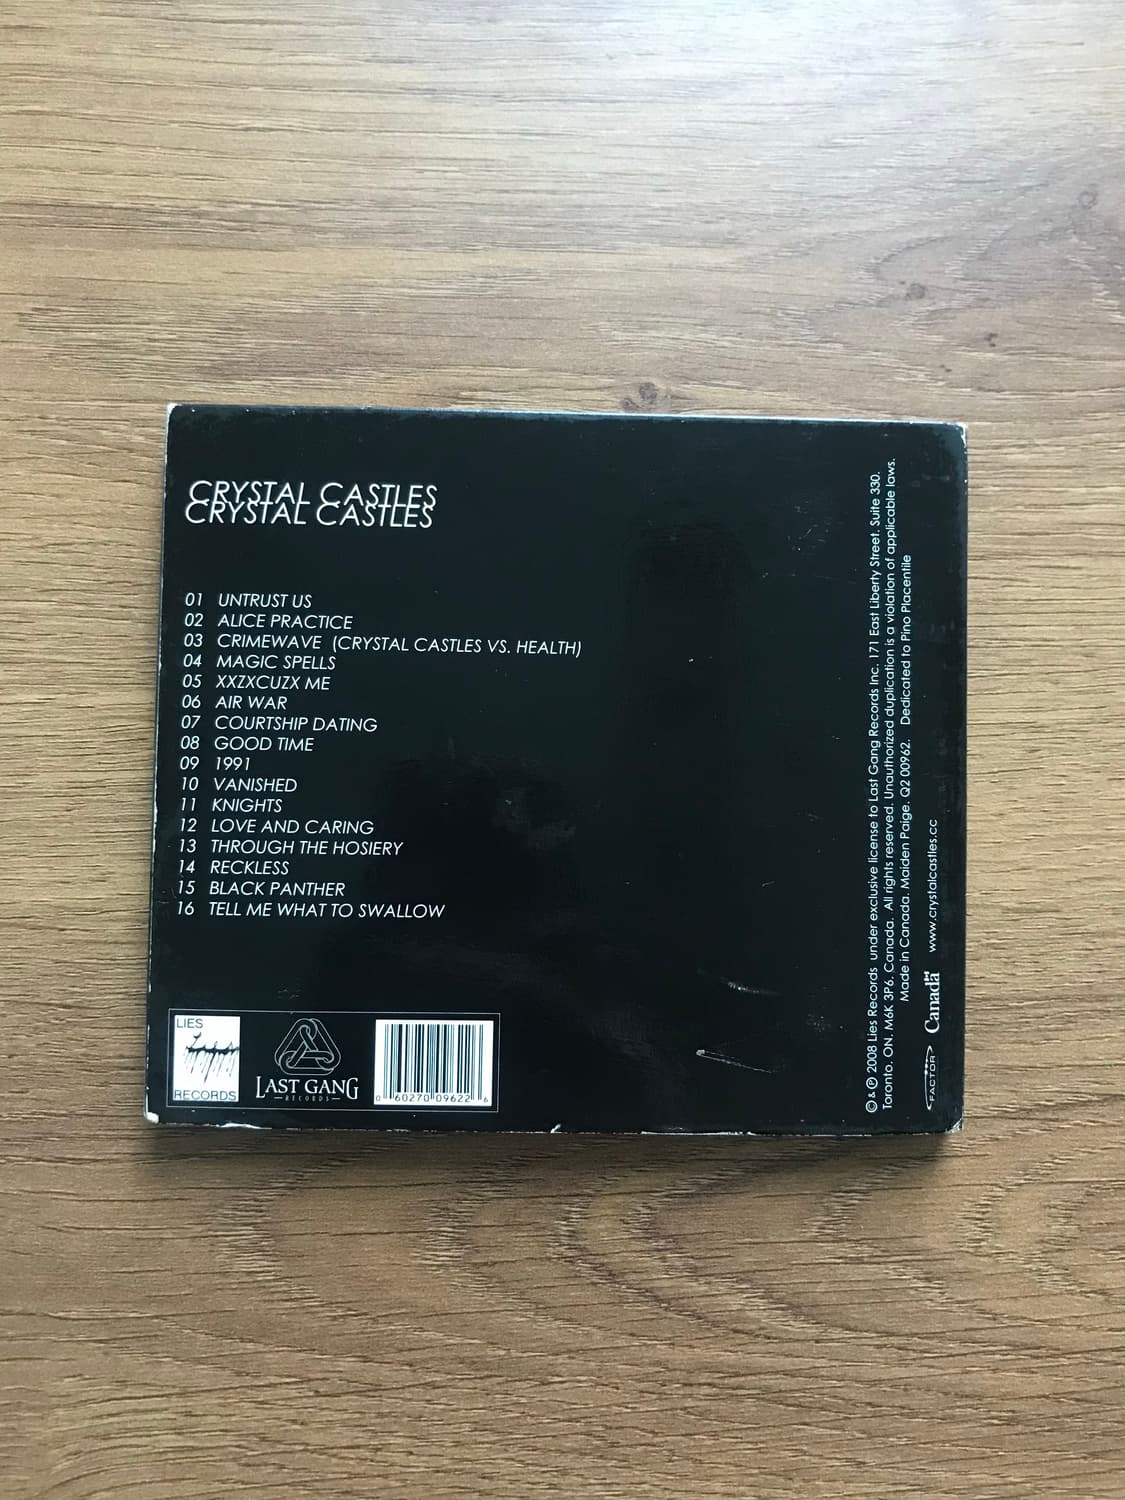 CRYSTAL CASTLES
CRYSTAL CASTLES
01 UNTRUST US
02 ALICE PRACTICE
03 CRIMEWAVE (CRYSTAL CASTLES VS. HEALTH)
04 MAGIC SPELLS
05 XXZXCUZX ME
06 AIR WAR
07 COURTSHIP DATING
08 GOOD TIME
09 1991
10 VANISHED
11 KNIGHTS
12 LOVE AND CARING
13 THROUGH THE HOSIERY
14 RECKLESS
15 BLACK PANTHER
16 TELL ME WHAT TO SWALLOW
LIES
RECORDS
LAST GANG
RECORDS
0 60270 09622 6
© & ℗ 2008 Lies Records under exclusive license to Last Gang Records Inc. 171 East Liberty Street. Suite 330.
Toronto. ON. M6K 3P6. Canada. All rights reserved. Unauthorized duplication is a violation of applicable laws.
Made in Canada. Maiden Paige. Q2 00962. Dedicated to Pino Placentile
FACTOR Canada www.crystalcastles.cc